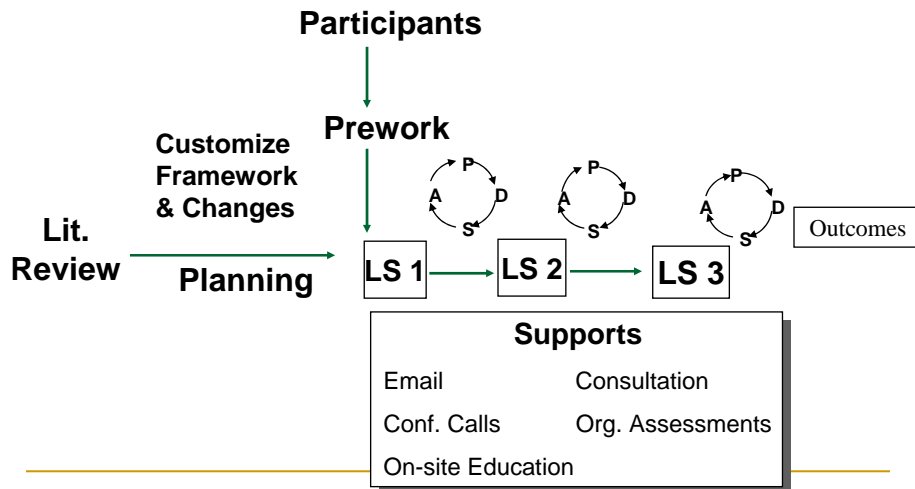 Participants
Prework
Customize
Framework
& Changes
Lit.
Review
Planning
P
A D
S
P
A D
S
P
A D
S
LS 1
LS 2
LS 3
Outcomes
Supports
Email Consultation
Conf. Calls Org. Assessments
On-site Education